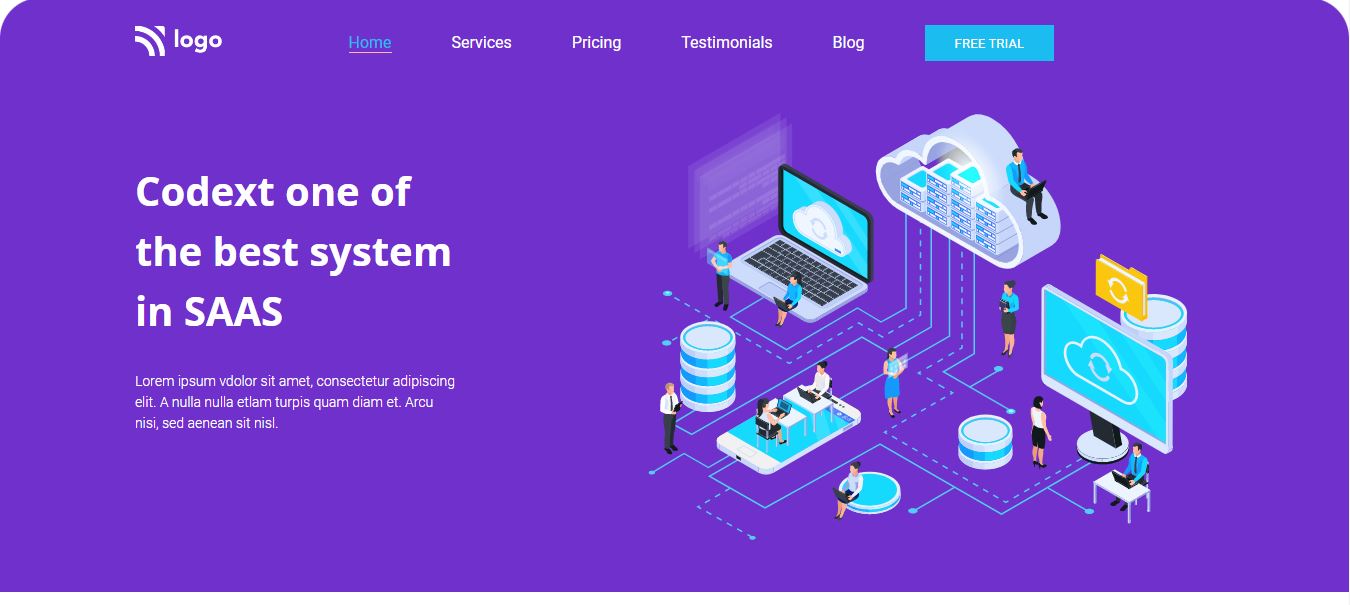 logo
Home Services Pricing Testimonials Blog FREE TRIAL
Codext one of
the best system
in SAAS
Lorem ipsum vdolor sit amet, consectetur adipiscing
elit. A nulla nulla etlam turpis quam diam et. Arcu
nisi, sed aenean sit nisl.